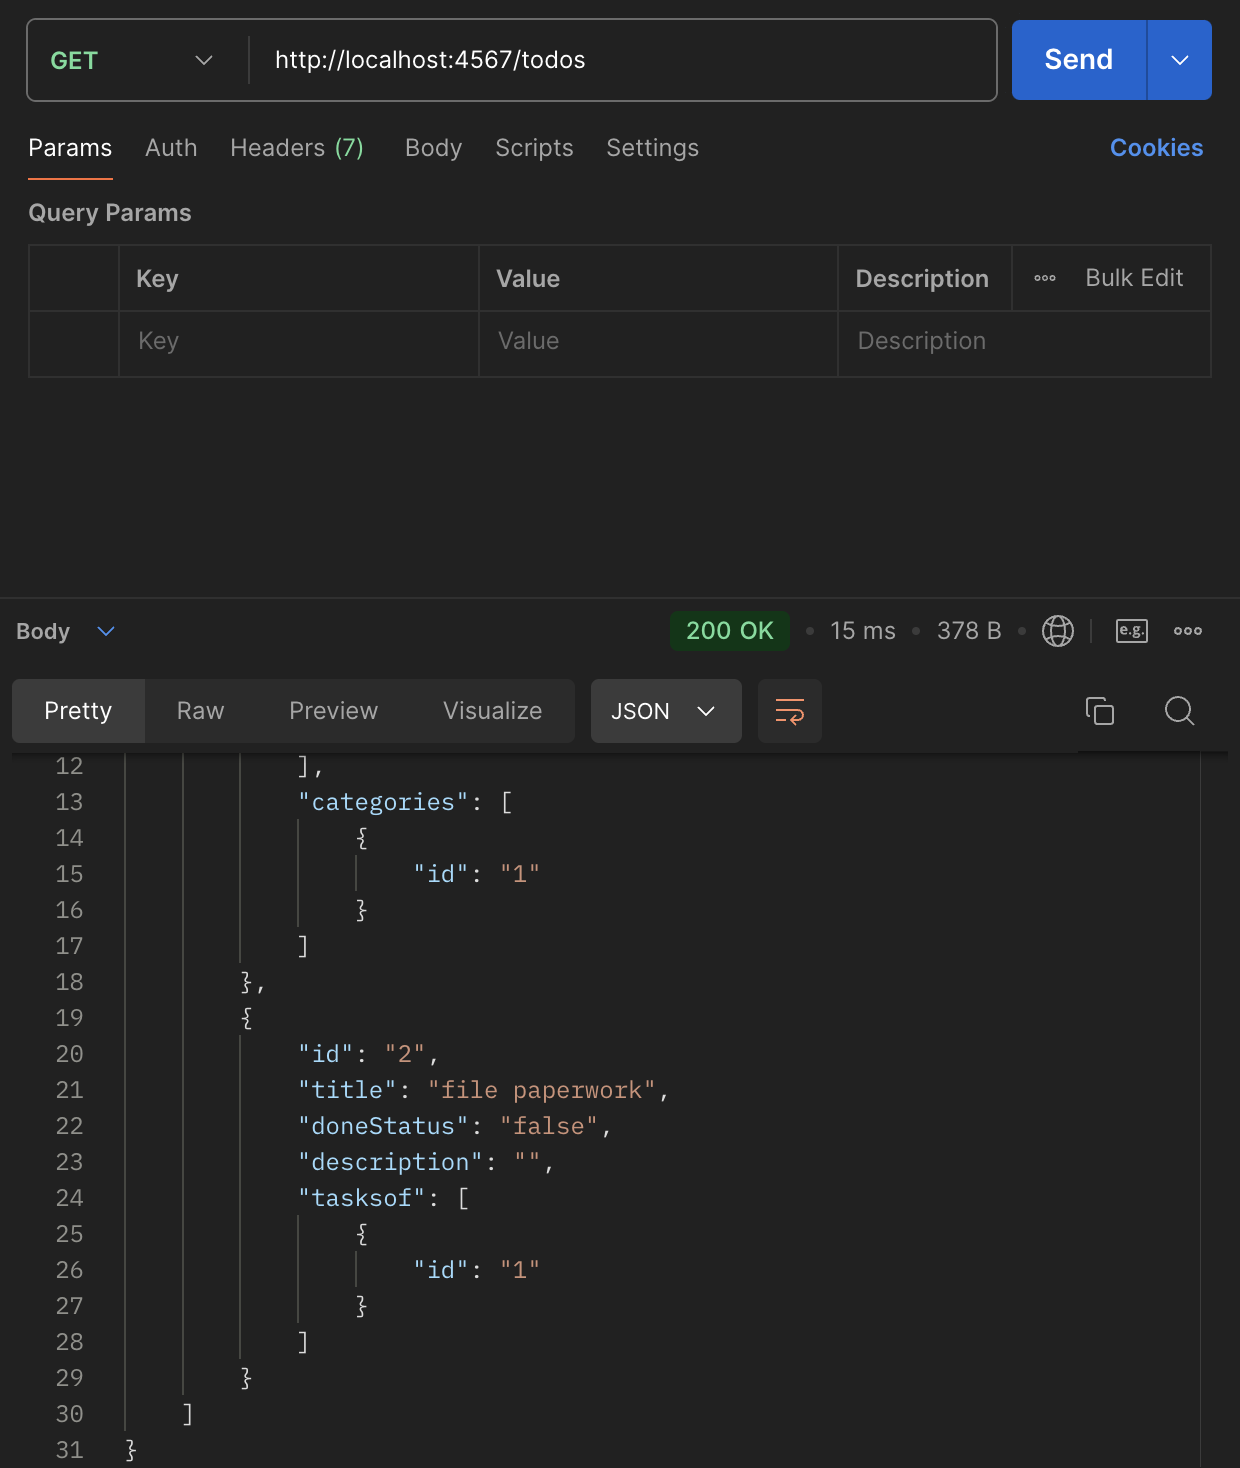 GET http://localhost:4567/todos Send
Params Auth Headers (7) Body Scripts Settings Cookies
Query Params
Key Value Description Bulk Edit
Key Value Description
Body 200 OK 15 ms 378 B e.g.
Pretty Raw Preview Visualize JSON
12 ],
13 "categories": [
14 {
15 "id": "1"
16 }
17 ]
18 },
19 {
20 "id": "2",
21 "title": "file paperwork",
22 "doneStatus": "false",
23 "description": "",
24 "tasksof": [
25 {
26 "id": "1"
27 }
28 ]
29 }
30 ]
31 }